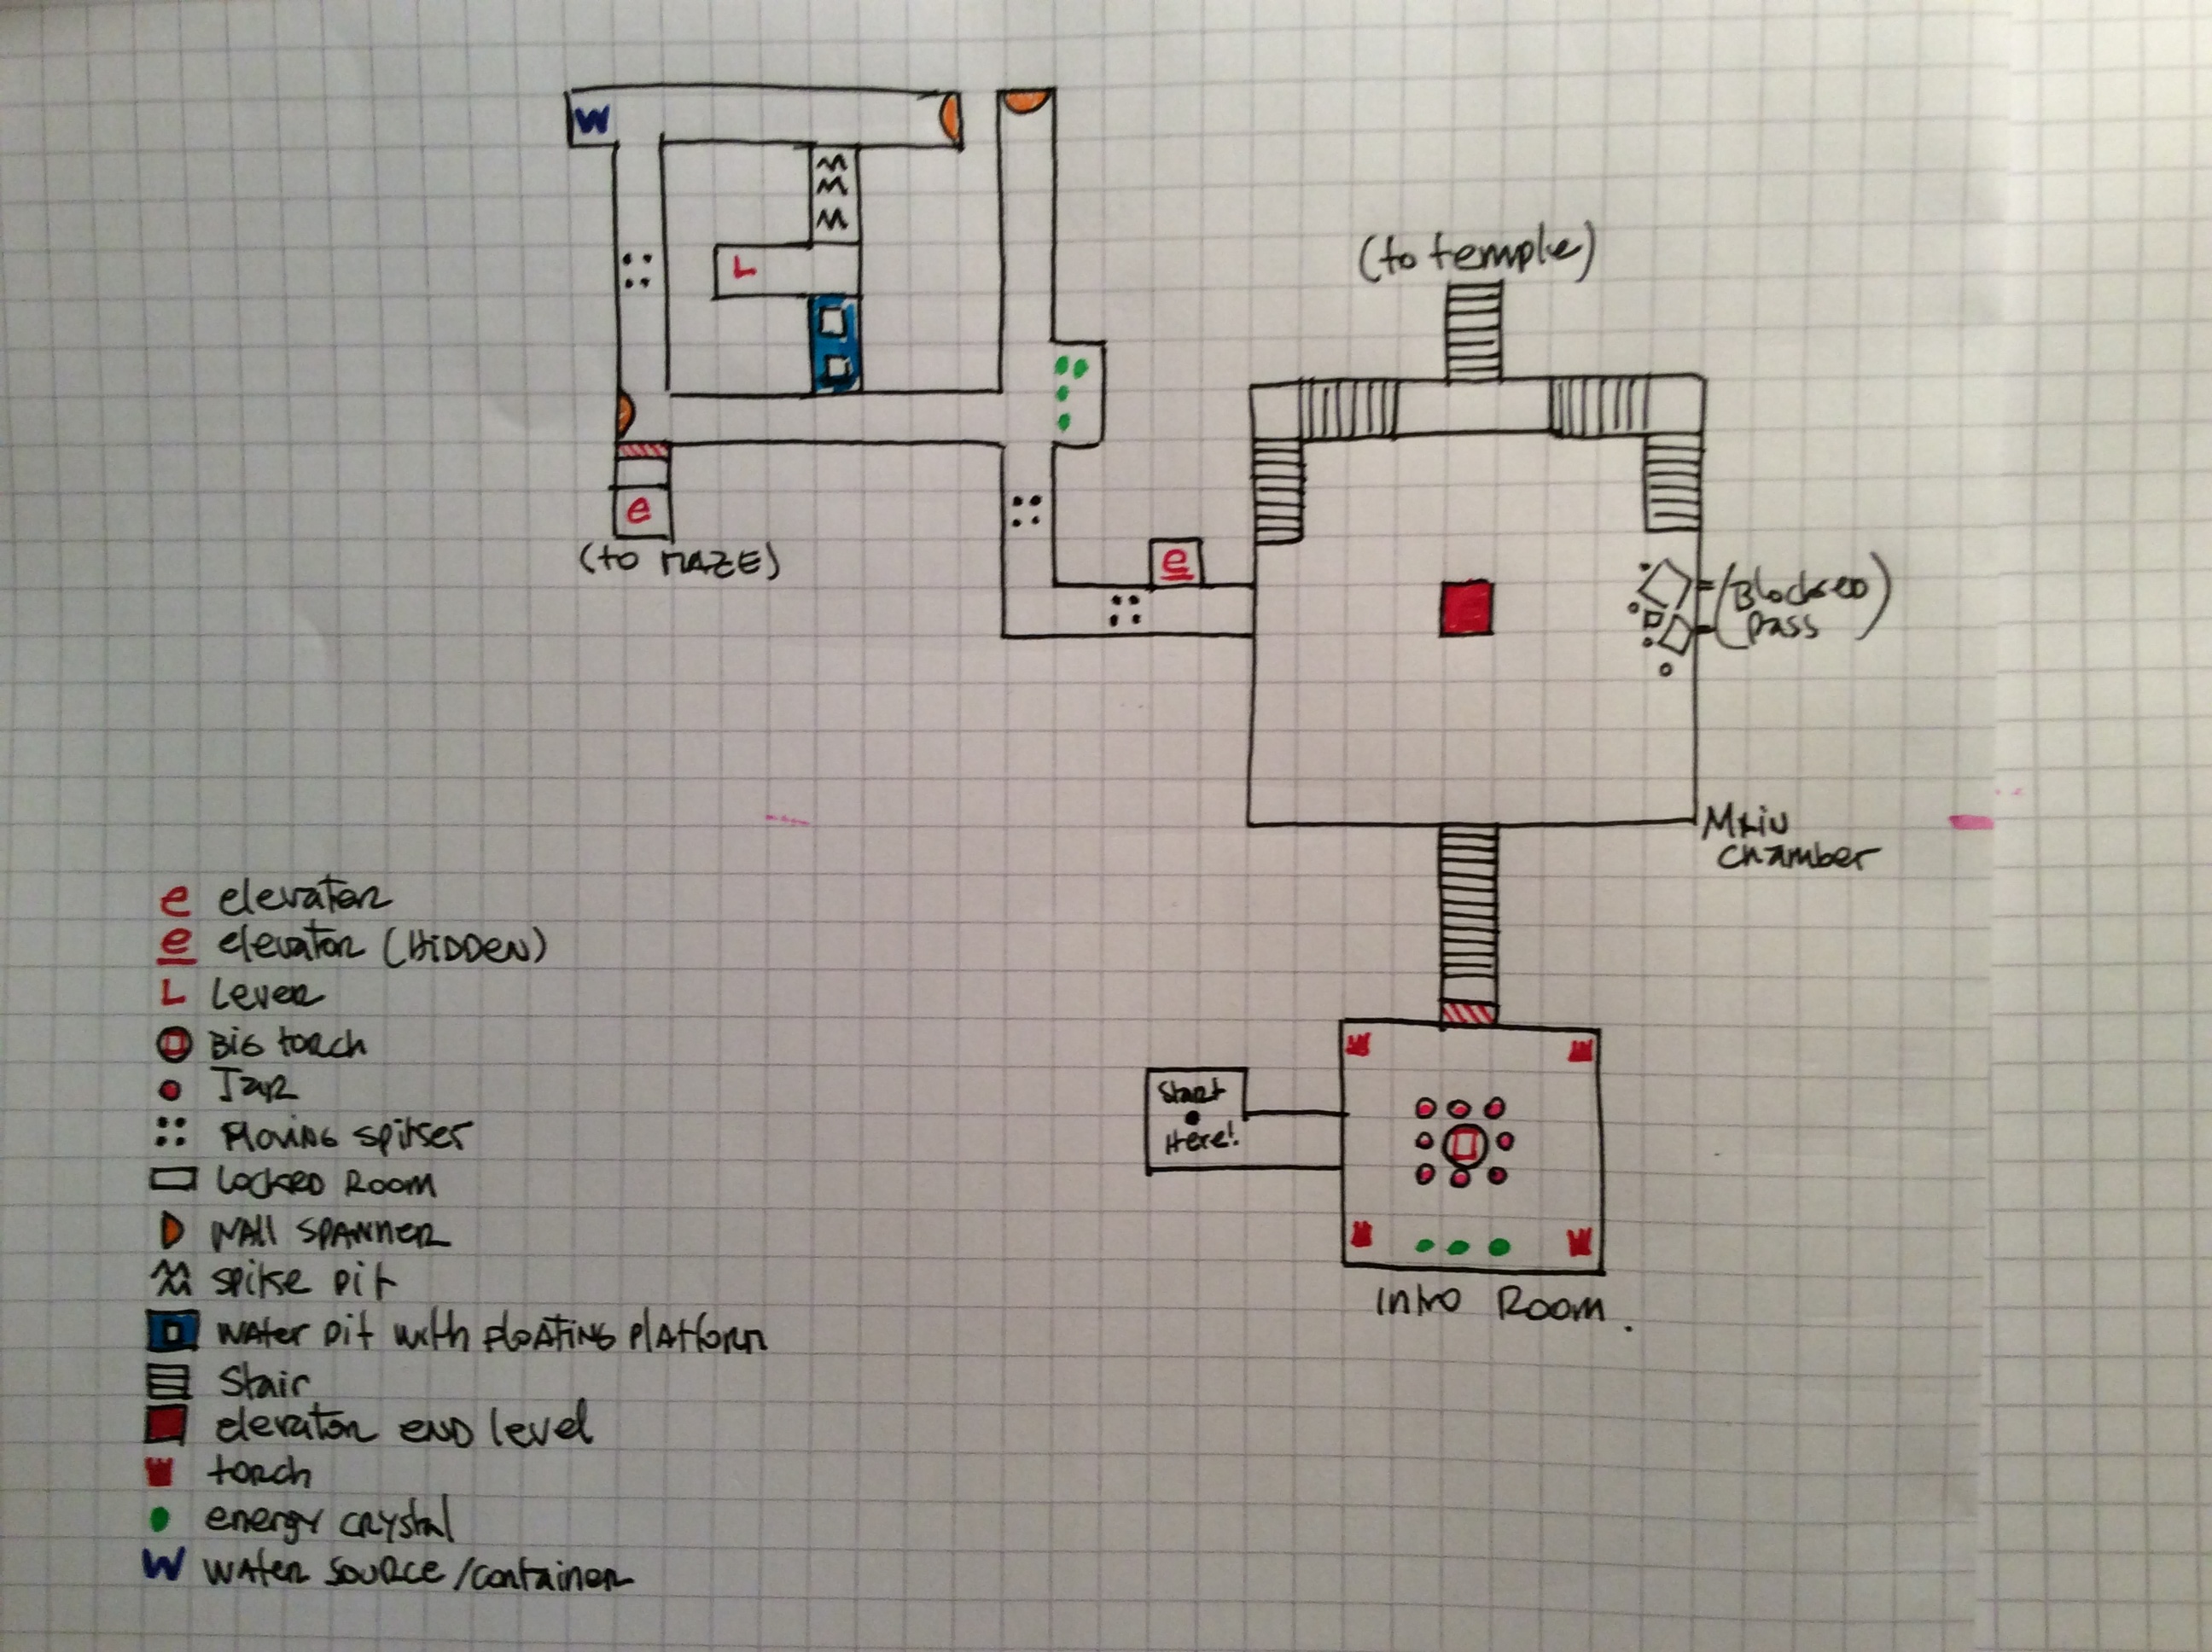 W
(to temple)
L
e
(to MAZE)
e
(Blocked
pass)
Main
chamber
Start
Here!
Intro Room.
e elevator
e elevator (HiDDEN)
L Lever
Big torch
Jar
Moving spikes
Locked Room
WAll SPANNER
spike pit
WATER pit with FLOATING PlAtform
Stair
elevator END level
torch
energy crystal
W WATER SOURCE/container